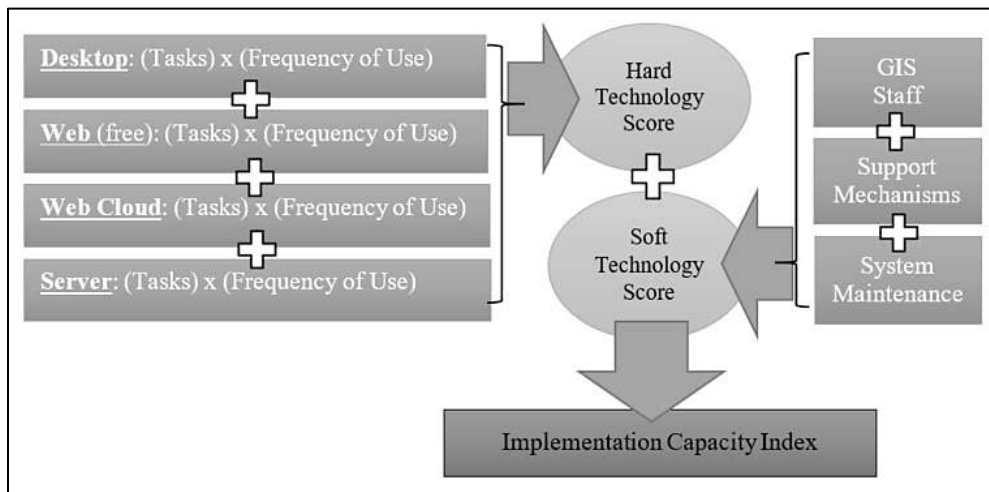 Desktop: (Tasks) x (Frequency of Use)
Web (free): (Tasks) x (Frequency of Use)
Web Cloud: (Tasks) x (Frequency of Use)
Server: (Tasks) x (Frequency of Use)
Hard
Technology
Score
Soft
Technology
Score
GIS
Staff
Support
Mechanisms
System
Maintenance
Implementation Capacity Index